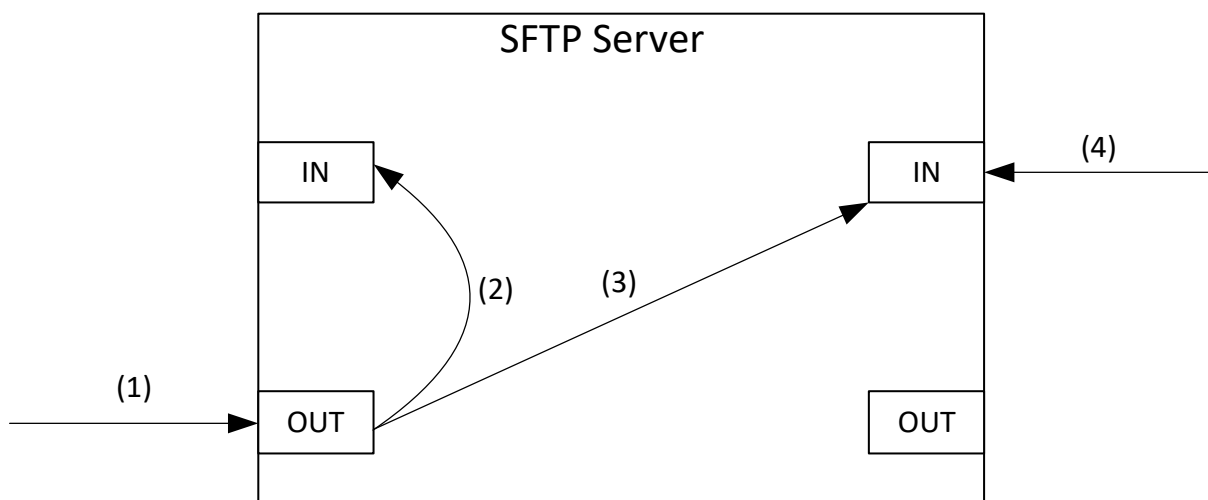 SFTP Server
IN
IN
(4)
(2)
(3)
(1)
OUT
OUT